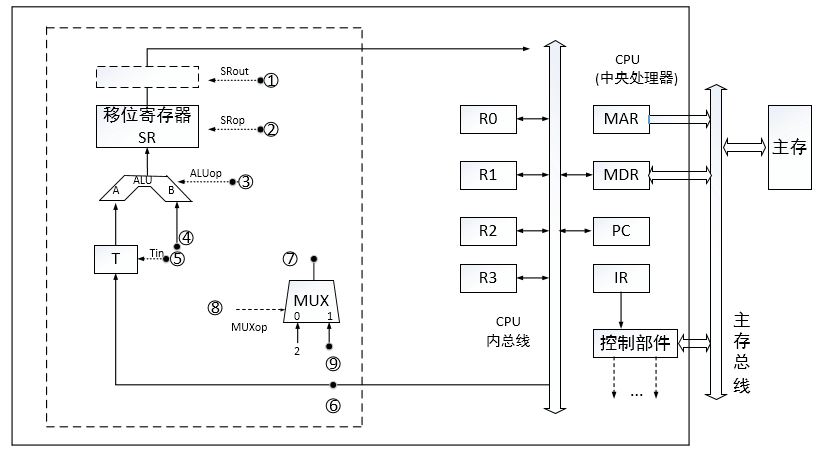 SRout ①
移位寄存器
SR
SRop ②
ALU
A B
ALUop ③
④
T
Tin ⑤
⑦
⑧
MUXop
MUX
0 1
2
⑨
⑥
CPU
(中央处理器)
R0
R1
R2
R3
MAR
MDR
PC
IR
CPU
内总线
控制部件
...
主存
主存总线